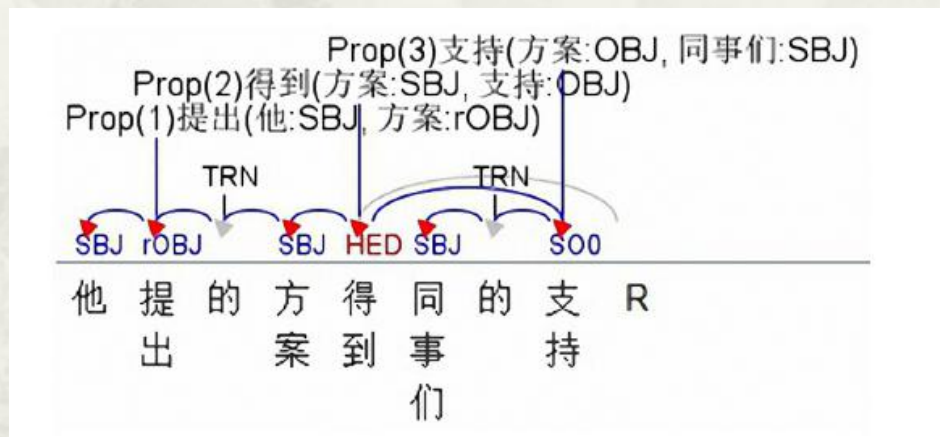 Prop(3)支持(方案:OBJ, 同事们:SBJ)
Prop(2)得到(方案:SBJ, 支持:OBJ)
Prop(1)提出(他:SBJ, 方案:rOBJ)
TRN TRN
SBJ rOBJ SBJ HED SBJ SO0
他 提出 的 方案 得到 同事们 的 支持 R